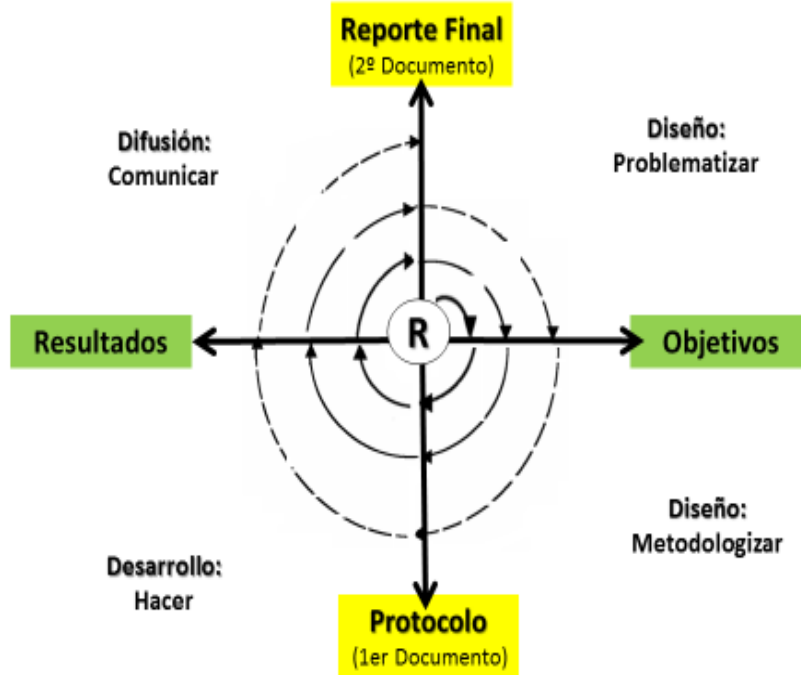 Reporte Final
(2º Documento)
Difusión:
Comunicar
Diseño:
Problematizar
Resultados
R
Objetivos
Diseño:
Metodologizar
Desarrollo:
Hacer
Protocolo
(1er Documento)